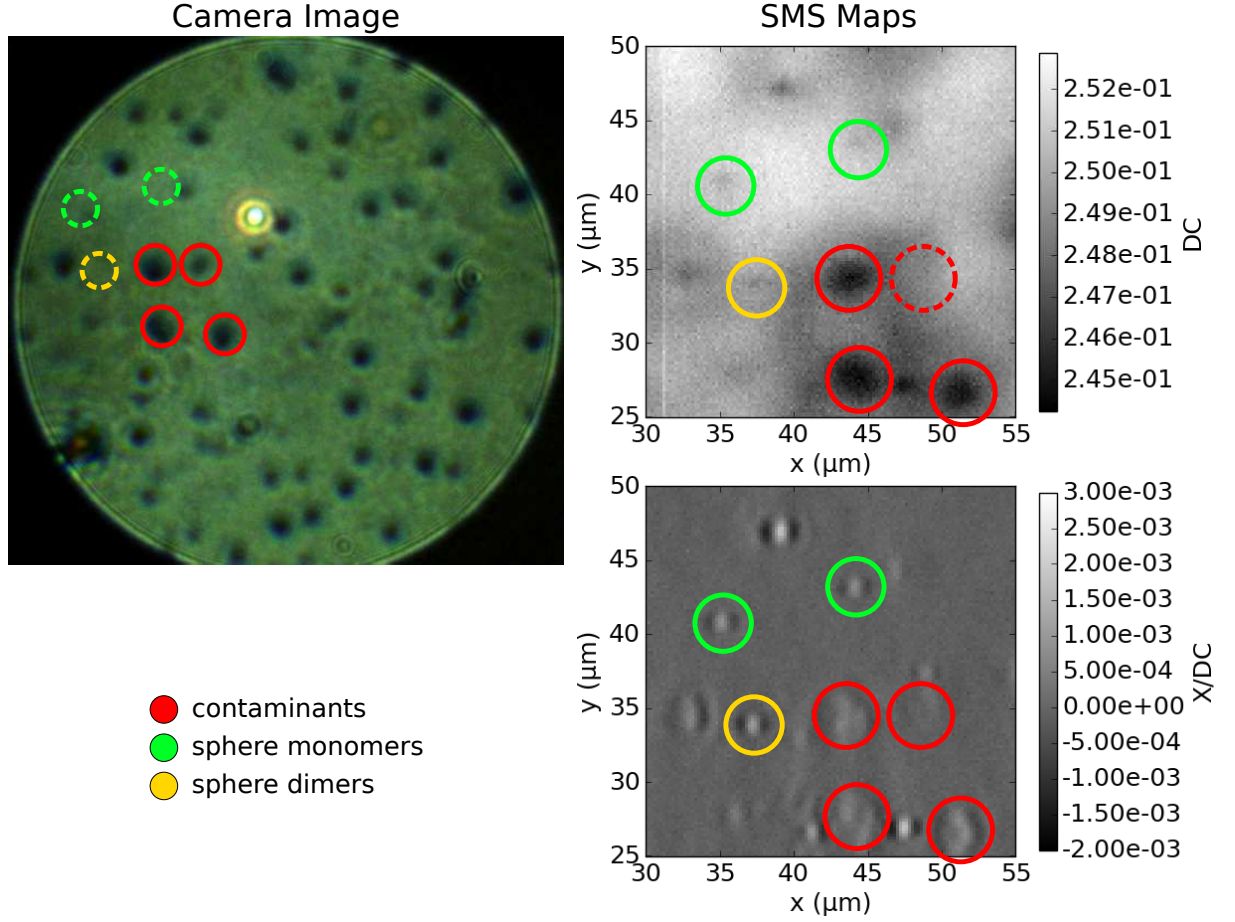 Camera Image
SMS Maps
50
45
40
35
30
25
y (μm)
30 35 40 45 50 55
x (μm)
2.52e-01
2.51e-01
2.50e-01
2.49e-01
2.48e-01
2.47e-01
2.46e-01
2.45e-01
DC
50
45
40
35
30
25
y (μm)
30 35 40 45 50 55
x (μm)
3.00e-03
2.50e-03
2.00e-03
1.50e-03
1.00e-03
5.00e-04
0.00e+00
-5.00e-04
-1.00e-03
-1.50e-03
-2.00e-03
X/DC
contaminants
sphere monomers
sphere dimers